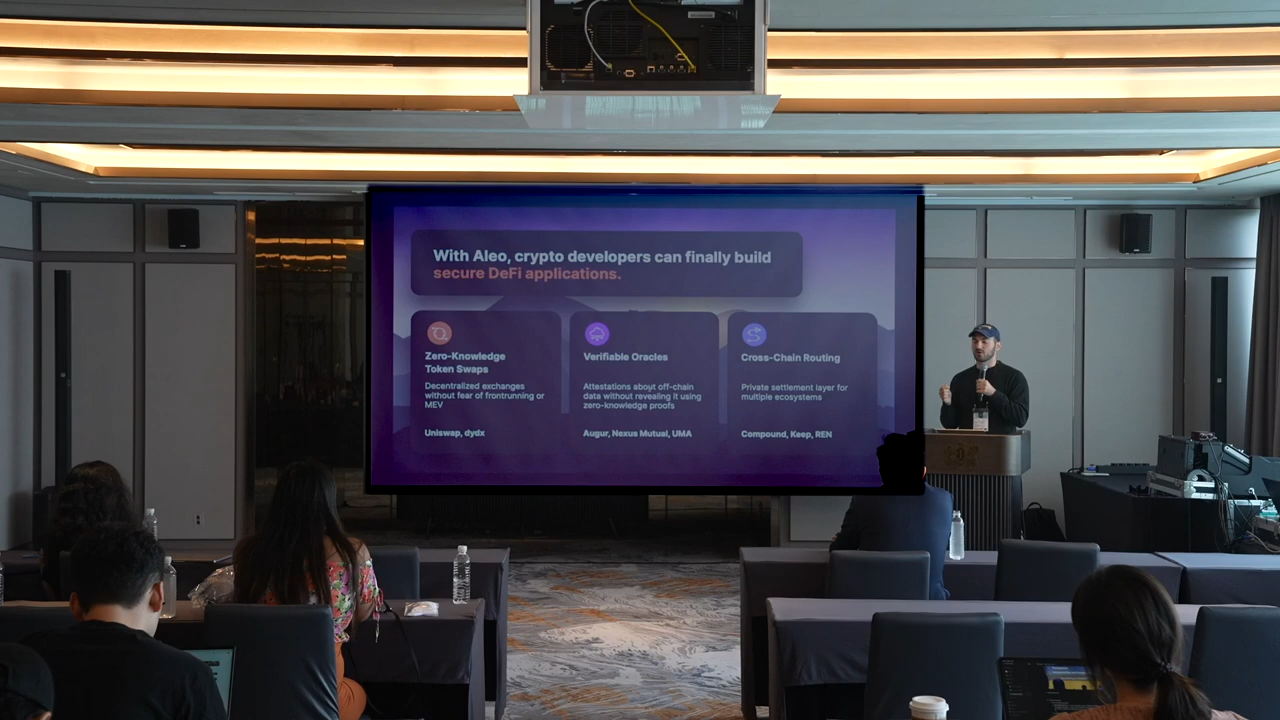 With Aleo, crypto developers can finally build
secure DeFi applications.
Zero-Knowledge
Token Swaps
Decentralized exchanges
without fear of frontrunning or
MEV
Uniswap, dydx
Verifiable Oracles
Attestations about off-chain
data without revealing it using
zero-knowledge proofs
Augur, Nexus Mutual, UMA
Cross-Chain Routing
Private settlement layer for
multiple ecosystems
Compound, Keep, REN